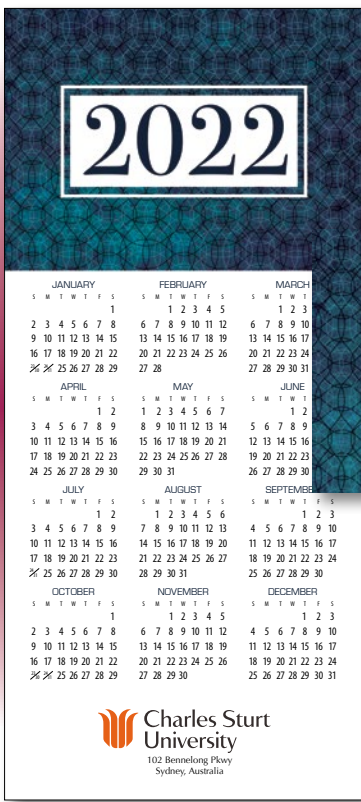 2022
JANUARY
S M T W T F S
1
2 3 4 5 6 7 8
9 10 11 12 13 14 15
16 17 18 19 20 21 22
23/30 24/31 25 26 27 28 29
FEBRUARY
S M T W T F S
1 2 3 4 5
6 7 8 9 10 11 12
13 14 15 16 17 18 19
20 21 22 23 24 25 26
27 28
MARCH
S M T W T
1 2 3
6 7 8 9 10
13 14 15 16 17
20 21 22 23 24
27 28 29 30 31
APRIL
S M T W T F S
1 2
3 4 5 6 7 8 9
10 11 12 13 14 15 16
17 18 19 20 21 22 23
24 25 26 27 28 29 30
MAY
S M T W T F S
1 2 3 4 5 6 7
8 9 10 11 12 13 14
15 16 17 18 19 20 21
22 23 24 25 26 27 28
29 30 31
JUNE
S M T W T
1 2
5 6 7 8 9
12 13 14 15 16
19 20 21 22 23
26 27 28 29 30
JULY
S M T W T F S
1 2
3 4 5 6 7 8 9
10 11 12 13 14 15 16
17 18 19 20 21 22 23
24/31 25 26 27 28 29 30
AUGUST
S M T W T F S
1 2 3 4 5 6
7 8 9 10 11 12 13
14 15 16 17 18 19 20
21 22 23 24 25 26 27
28 29 30 31
SEPTEMBE
S M T W T F S
1 2 3
4 5 6 7 8 9 10
11 12 13 14 15 16 17
18 19 20 21 22 23 24
25 26 27 28 29 30
OCTOBER
S M T W T F S
1
2 3 4 5 6 7 8
9 10 11 12 13 14 15
16 17 18 19 20 21 22
23/30 24/31 25 26 27 28 29
NOVEMBER
S M T W T F S
1 2 3 4 5
6 7 8 9 10 11 12
13 14 15 16 17 18 19
20 21 22 23 24 25 26
27 28 29 30
DECEMBER
S M T W T F S
1 2 3
4 5 6 7 8 9 10
11 12 13 14 15 16 17
18 19 20 21 22 23 24
25 26 27 28 29 30 31
Charles Sturt
University
102 Bennelong Pkwy
Sydney, Australia